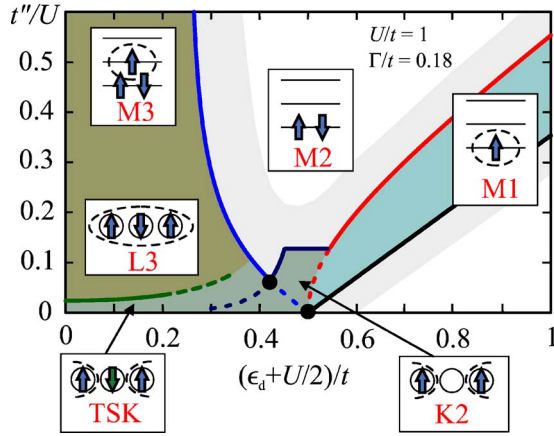 t''/U
0.5
0.4
0.3
0.2
0.1
0
U/t = 1
Γ/t = 0.18
M3
M2
M1
L3
0 0.2 0.4 0.6 0.8 1
(ϵd+U/2)/t
TSK
K2